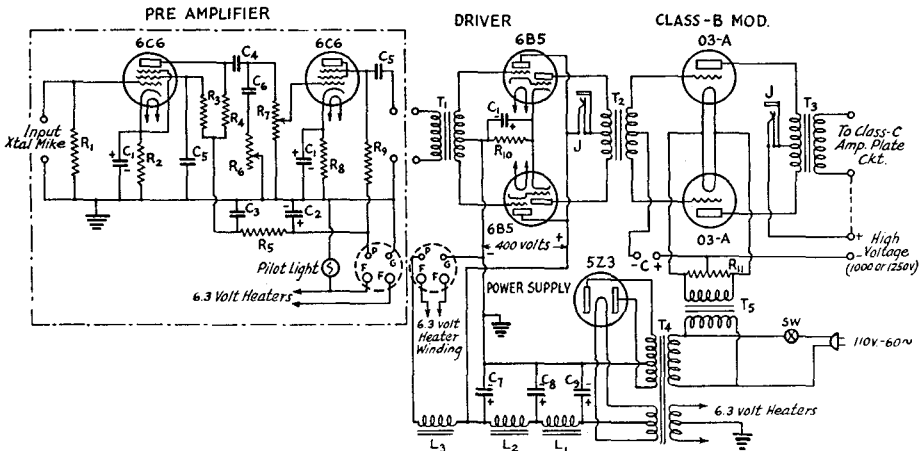 PRE AMPLIFIER
DRIVER
CLASS-B MOD.
6C6
C4
6C6
C5
6B5
03-A
C6
R3
R4
R7
Input
Xtal Mike
R1
C1
R2
C5
R6
C1
R8
R9
T1
C1
R10
J
T2
J
T3
To Class-C
Amp. Plate
Ckt.
C3
C2
R5
6B5
03-A
400 volts
-C+
R11
+ High
- Voltage
(1000 or 1250V)
Pilot Light
P
G
F
F
P
G
F
F
6.3 Volt Heaters
POWER SUPPLY
5Z3
T5
6.3 volt
Heater
Winding
T4
SW
110V.-60~
C7
C8
C9
6.3 volt Heaters
L3
L2
L1